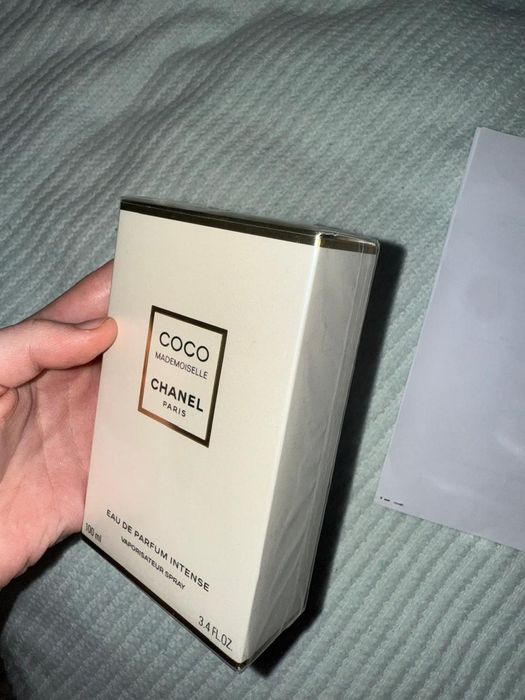 COCO
MADEMOISELLE
CHANEL
PARIS
EAU DE PARFUM INTENSE
VAPORISATEUR SPRAY
100 ml
3.4 FL.OZ.